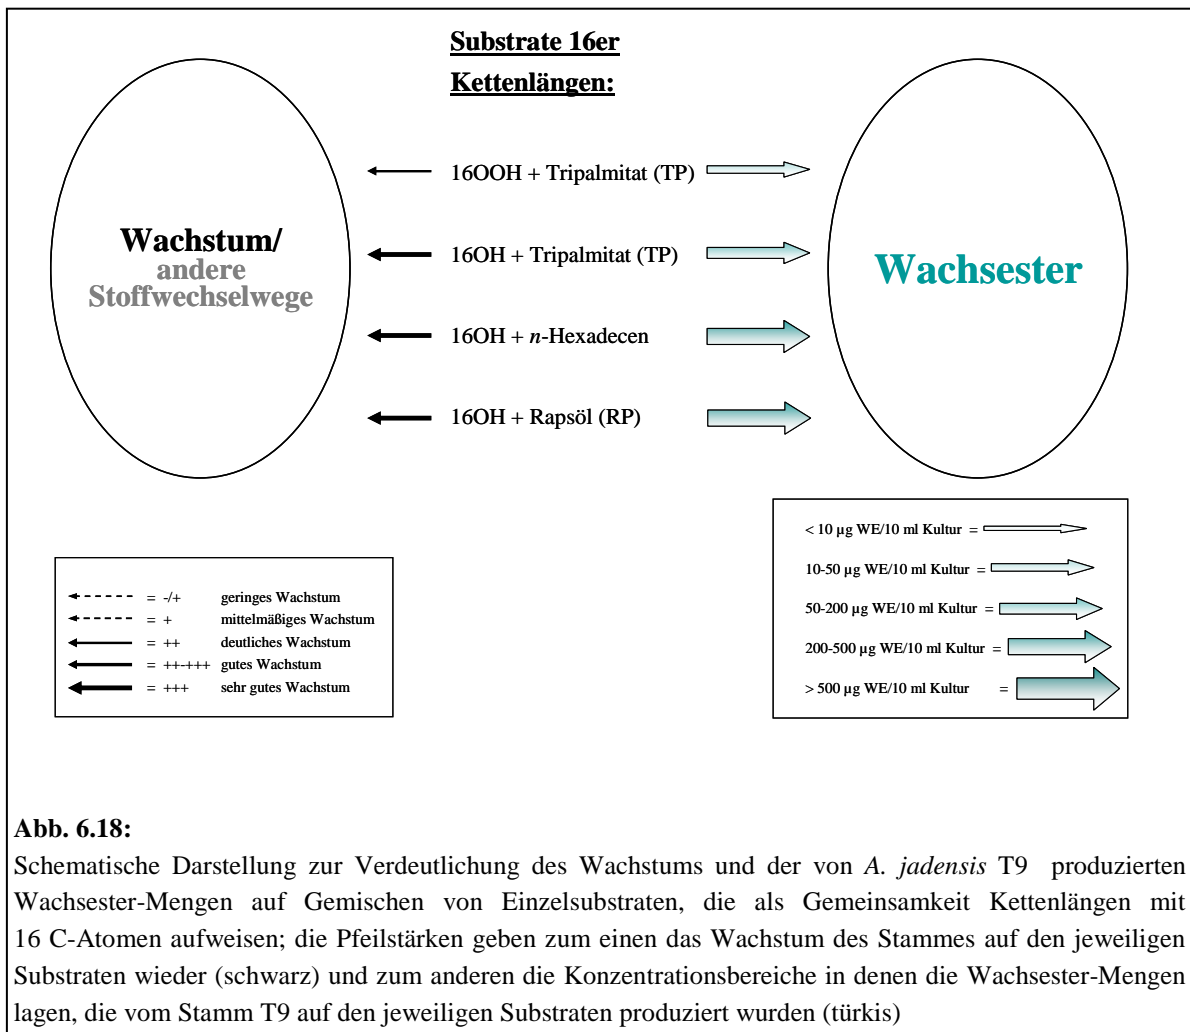 Substrate 16er
Kettenlängen:
16OOH + Tripalmitat (TP)
Wachstum/
andere
Stoffwechselwege
16OH + Tripalmitat (TP)
Wachsester
16OH + n-Hexadecen
16OH + Rapsöl (RP)
= -/+ geringes Wachstum
= + mittelmäßiges Wachstum
= ++ deutliches Wachstum
= ++-+++ gutes Wachstum
= +++ sehr gutes Wachstum
< 10 µg WE/10 ml Kultur =
10-50 µg WE/10 ml Kultur =
50-200 µg WE/10 ml Kultur =
200-500 µg WE/10 ml Kultur =
> 500 µg WE/10 ml Kultur =
Abb. 6.18:
Schematische Darstellung zur Verdeutlichung des Wachstums und der von A. jadensis T9 produzierten
Wachsester-Mengen auf Gemischen von Einzelsubstraten, die als Gemeinsamkeit Kettenlängen mit
16 C-Atomen aufweisen; die Pfeilstärken geben zum einen das Wachstum des Stammes auf den jeweiligen
Substraten wieder (schwarz) und zum anderen die Konzentrationsbereiche in denen die Wachsester-Mengen
lagen, die vom Stamm T9 auf den jeweiligen Substraten produziert wurden (türkis)